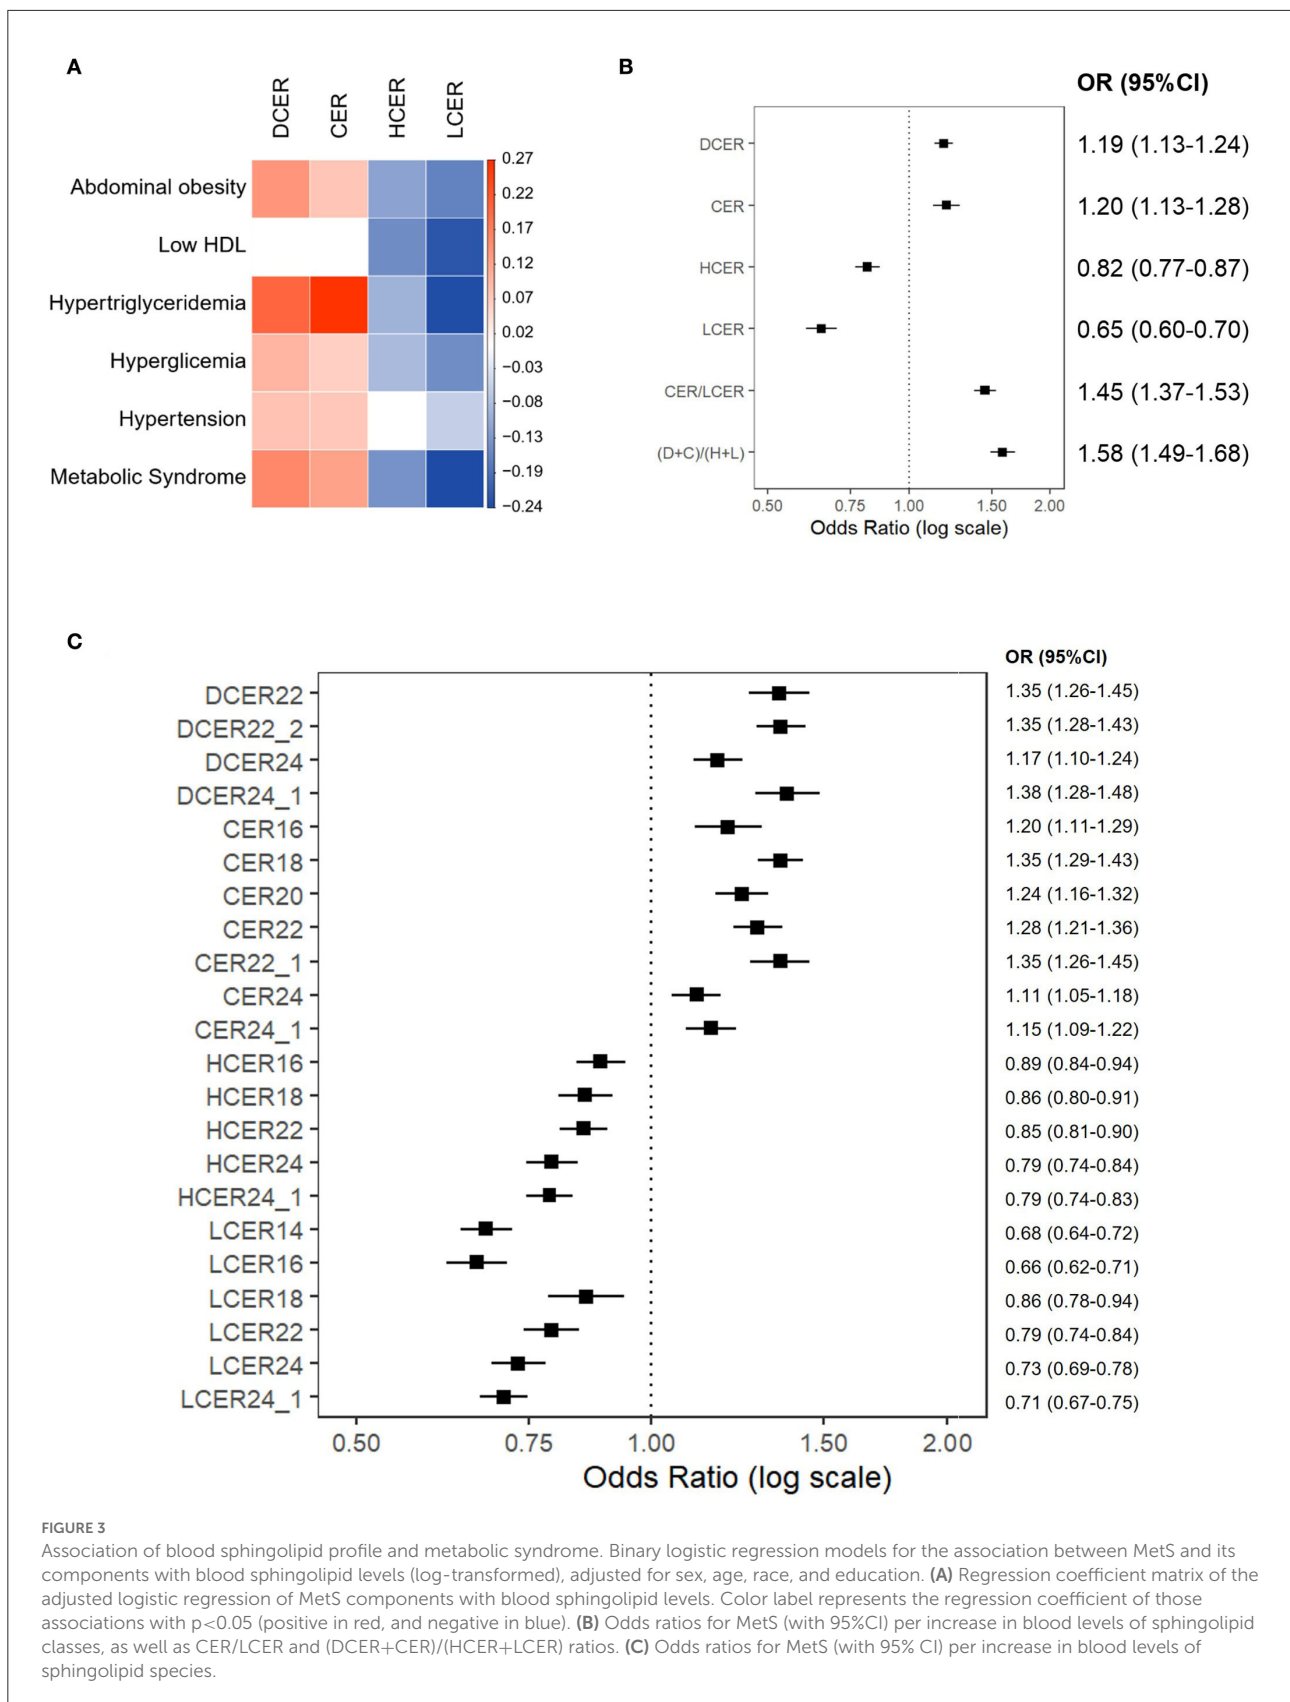 A
DCER
CER
HCER
LCER
Abdominal obesity
Low HDL
Hypertriglyceridemia
Hyperglicemia
Hypertension
Metabolic Syndrome
0.27
0.22
0.17
0.12
0.07
0.02
−0.03
−0.08
−0.13
−0.19
−0.24
B
OR (95%CI)
DCER 1.19 (1.13-1.24)
CER 1.20 (1.13-1.28)
HCER 0.82 (0.77-0.87)
LCER 0.65 (0.60-0.70)
CER/LCER 1.45 (1.37-1.53)
(D+C)/(H+L) 1.58 (1.49-1.68)
0.50 0.75 1.00 1.50 2.00
Odds Ratio (log scale)
C
OR (95%CI)
DCER22 1.35 (1.26-1.45)
DCER22_2 1.35 (1.28-1.43)
DCER24 1.17 (1.10-1.24)
DCER24_1 1.38 (1.28-1.48)
CER16 1.20 (1.11-1.29)
CER18 1.35 (1.29-1.43)
CER20 1.24 (1.16-1.32)
CER22 1.28 (1.21-1.36)
CER22_1 1.35 (1.26-1.45)
CER24 1.11 (1.05-1.18)
CER24_1 1.15 (1.09-1.22)
HCER16 0.89 (0.84-0.94)
HCER18 0.86 (0.80-0.91)
HCER22 0.85 (0.81-0.90)
HCER24 0.79 (0.74-0.84)
HCER24_1 0.79 (0.74-0.83)
LCER14 0.68 (0.64-0.72)
LCER16 0.66 (0.62-0.71)
LCER18 0.86 (0.78-0.94)
LCER22 0.79 (0.74-0.84)
LCER24 0.73 (0.69-0.78)
LCER24_1 0.71 (0.67-0.75)
0.50 0.75 1.00 1.50 2.00
Odds Ratio (log scale)
FIGURE 3
Association of blood sphingolipid profile and metabolic syndrome. Binary logistic regression models for the association between MetS and its
components with blood sphingolipid levels (log-transformed), adjusted for sex, age, race, and education. (A) Regression coefficient matrix of the
adjusted logistic regression of MetS components with blood sphingolipid levels. Color label represents the regression coefficient of those
associations with p<0.05 (positive in red, and negative in blue). (B) Odds ratios for MetS (with 95%CI) per increase in blood levels of sphingolipid
classes, as well as CER/LCER and (DCER+CER)/(HCER+LCER) ratios. (C) Odds ratios for MetS (with 95% CI) per increase in blood levels of
sphingolipid species.